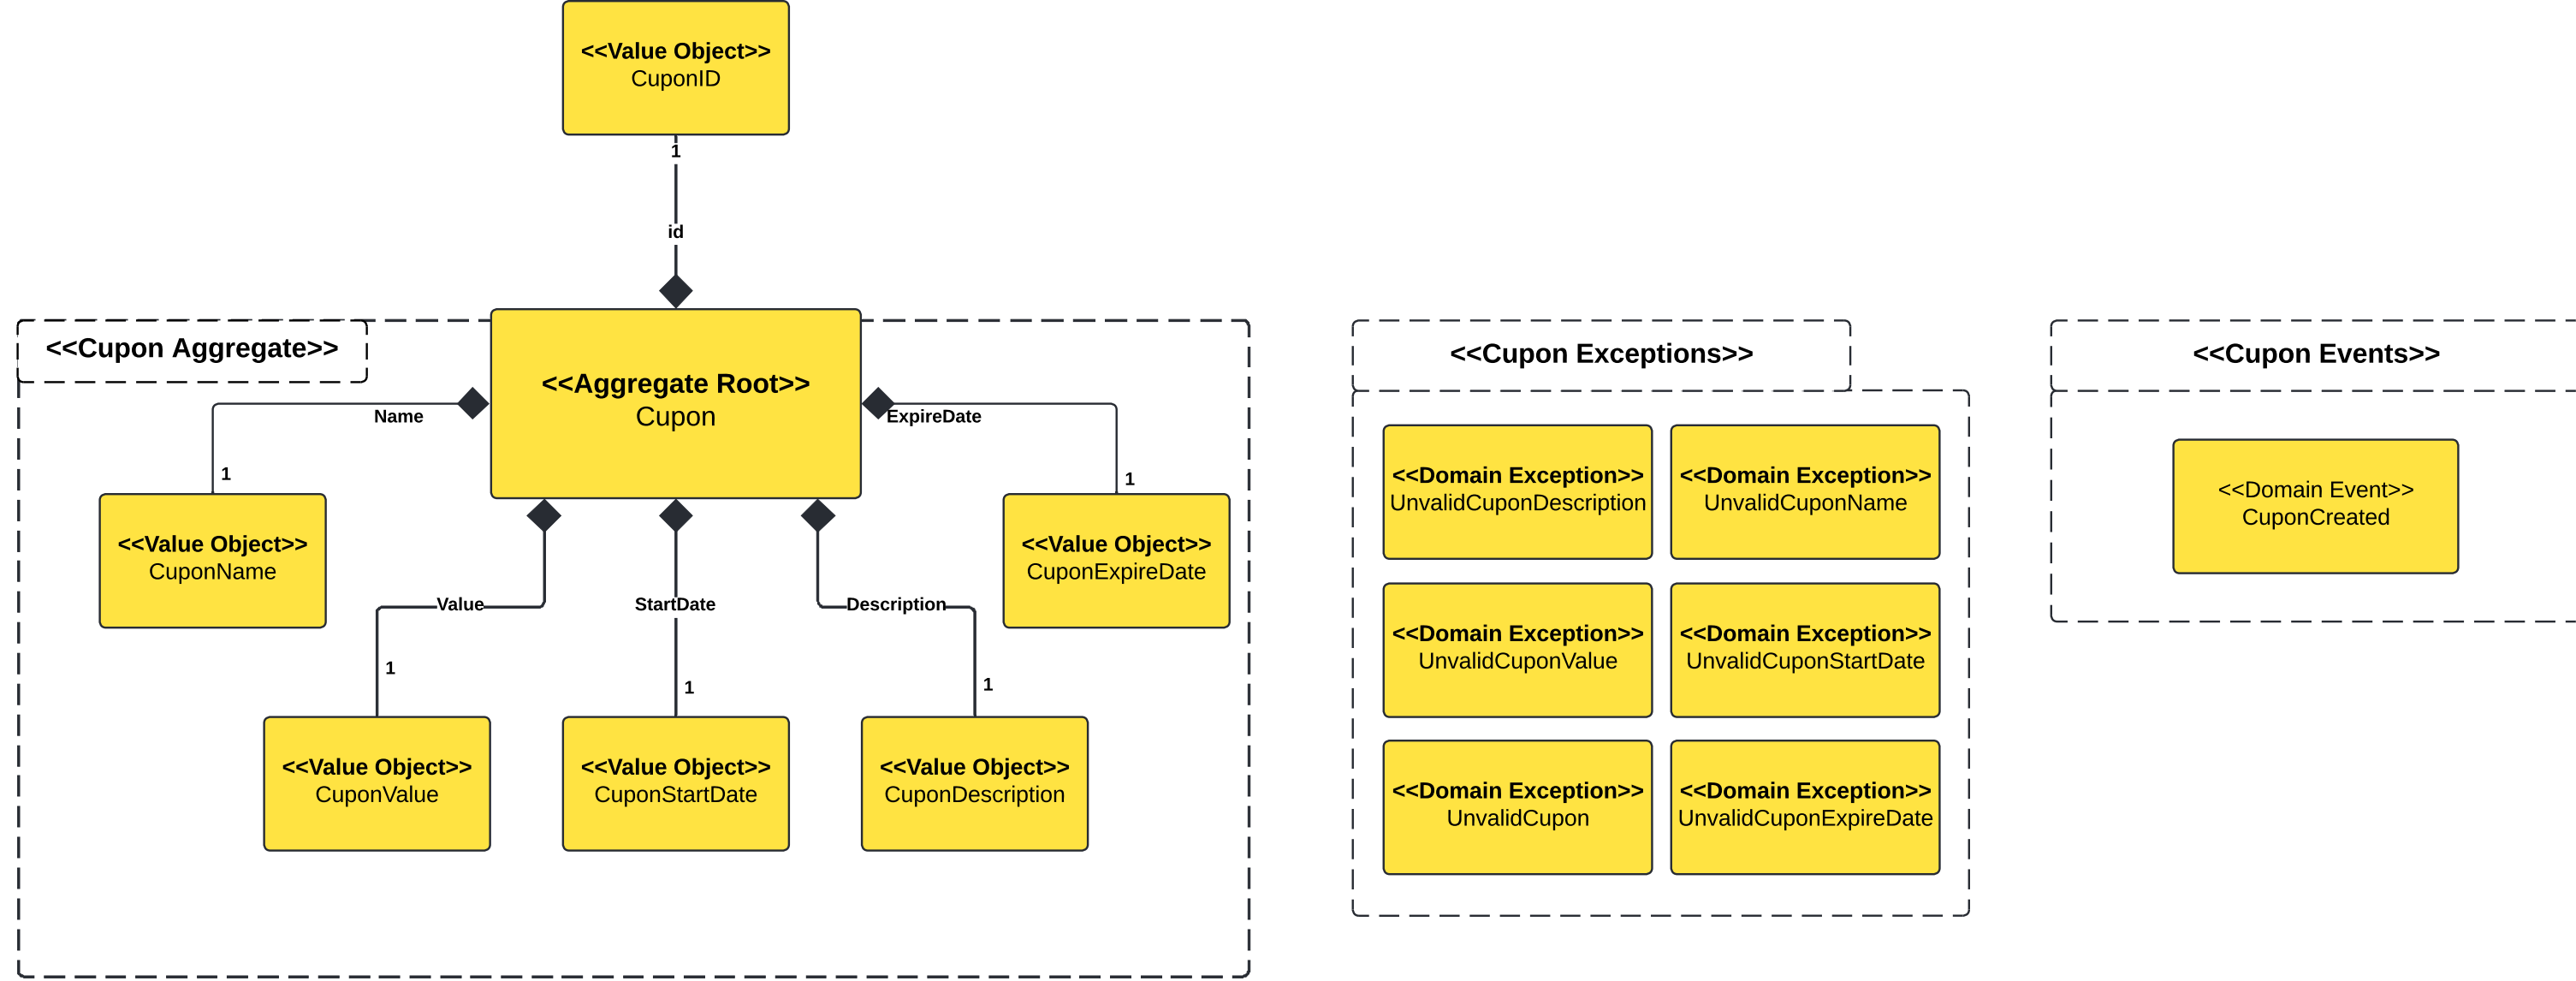 <<Value Object>>
CuponID
1
id
<<Cupon Aggregate>>
<<Aggregate Root>>
Cupon
Name
ExpireDate
1
1
<<Value Object>>
CuponName
<<Value Object>>
CuponExpireDate
Value
StartDate
Description
1
1
1
<<Value Object>>
CuponValue
<<Value Object>>
CuponStartDate
<<Value Object>>
CuponDescription
<<Cupon Exceptions>>
<<Domain Exception>>
UnvalidCuponDescription
<<Domain Exception>>
UnvalidCuponName
<<Domain Exception>>
UnvalidCuponValue
<<Domain Exception>>
UnvalidCuponStartDate
<<Domain Exception>>
UnvalidCupon
<<Domain Exception>>
UnvalidCuponExpireDate
<<Cupon Events>>
<<Domain Event>>
CuponCreated